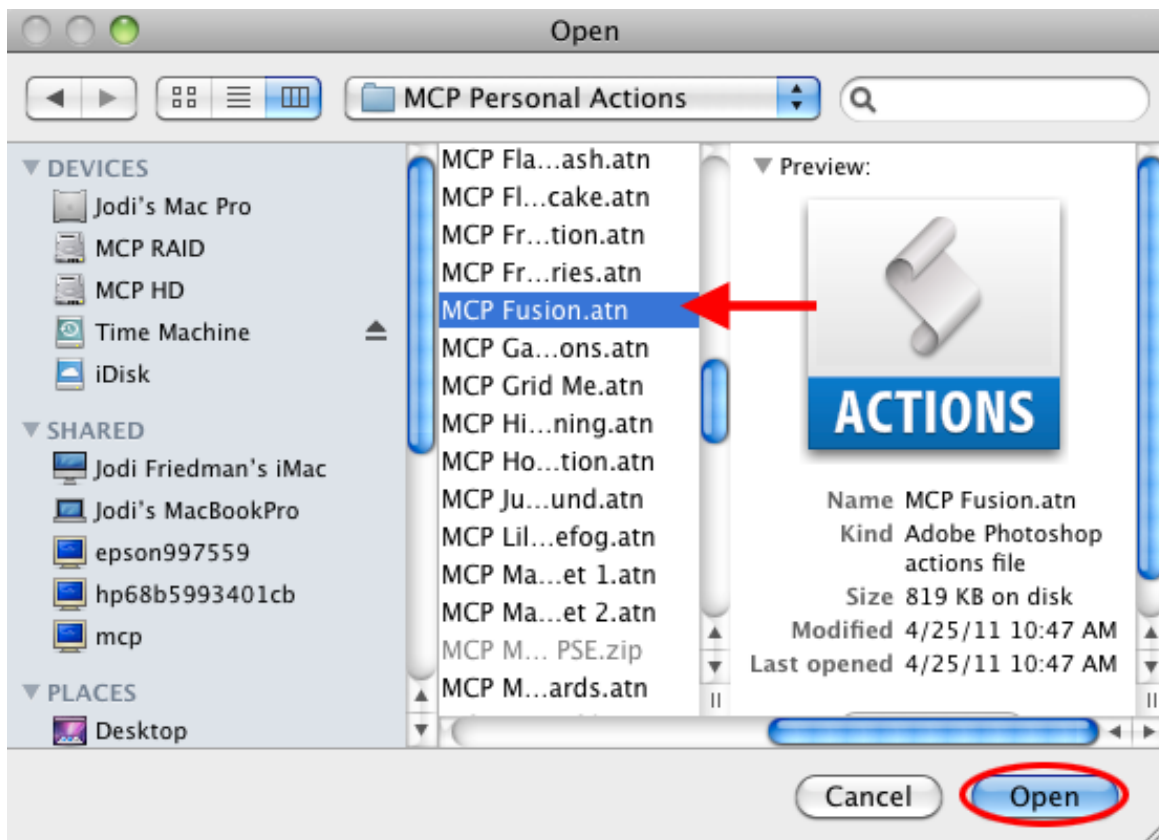 Open
MCP Personal Actions
DEVICES
Jodi's Mac Pro
MCP RAID
MCP HD
Time Machine
iDisk
SHARED
Jodi Friedman's iMac
Jodi's MacBookPro
epson997559
hp68b5993401cb
mcp
PLACES
Desktop
MCP Fla...ash.atn
MCP Fl...cake.atn
MCP Fr...tion.atn
MCP Fr...ries.atn
MCP Fusion.atn
MCP Ga...ons.atn
MCP Grid Me.atn
MCP Hi...ning.atn
MCP Ho...tion.atn
MCP Ju...und.atn
MCP Lil...efog.atn
MCP Ma...et 1.atn
MCP Ma...et 2.atn
MCP M... PSE.zip
MCP M...ards.atn
Preview:
ACTIONS
Name MCP Fusion.atn
Kind Adobe Photoshop
actions file
Size 819 KB on disk
Modified 4/25/11 10:47 AM
Last opened 4/25/11 10:47 AM
Cancel
Open